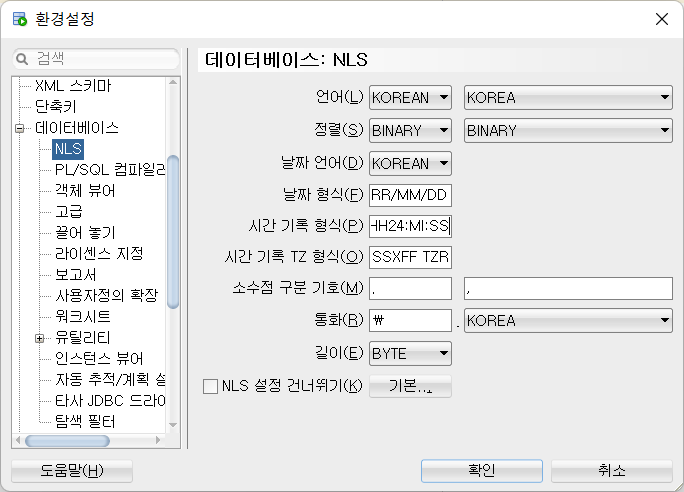 환경설정
검색
XML 스키마
단축키
데이터베이스
NLS
PL/SQL 컴파일러
객체 뷰어
고급
끌어 놓기
라이센스 지정
보고서
사용자정의 확장
워크시트
유틸리티
인스턴스 뷰어
자동 추적/계획 설
타사 JDBC 드라이
탐색 필터
데이터베이스: NLS
언어(L) KOREAN KOREA
정렬(S) BINARY BINARY
날짜 언어(D) KOREAN
날짜 형식(F) RR/MM/DD
시간 기록 형식(P) HH24:MI:SS
시간 기록 TZ 형식(O) SSXFF TZR
소수점 구분 기호(M) . ,
통화(R) ₩ . KOREA
길이(E) BYTE
NLS 설정 건너뛰기(K) 기본...
도움말(H) 확인 취소